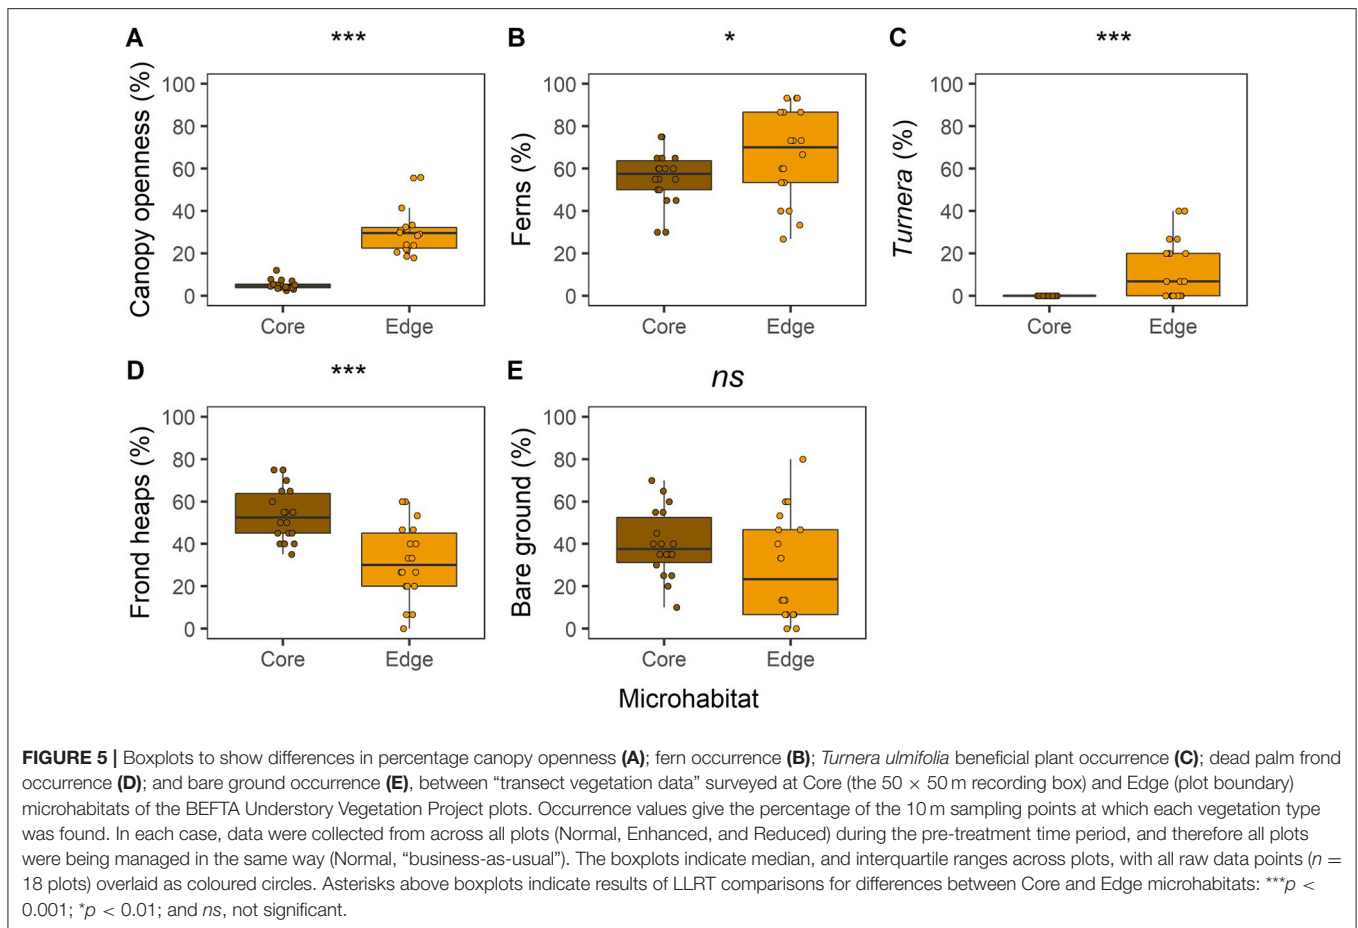 A
***
Canopy openness (%)
100
80
60
40
20
0
Core
Edge
B
*
Ferns (%)
100
80
60
40
20
0
Core
Edge
C
***
Turnera (%)
100
80
60
40
20
0
Core
Edge
D
***
Frond heaps (%)
100
80
60
40
20
0
Core
Edge
E
ns
Bare ground (%)
100
80
60
40
20
0
Core
Edge
Microhabitat
FIGURE 5 | Boxplots to show differences in percentage canopy openness (A); fern occurrence (B); Turnera ulmifolia beneficial plant occurrence (C); dead palm frond
occurrence (D); and bare ground occurrence (E), between “transect vegetation data” surveyed at Core (the 50 × 50 m recording box) and Edge (plot boundary)
microhabitats of the BEFTA Understory Vegetation Project plots. Occurrence values give the percentage of the 10 m sampling points at which each vegetation type
was found. In each case, data were collected from across all plots (Normal, Enhanced, and Reduced) during the pre-treatment time period, and therefore all plots
were being managed in the same way (Normal, “business-as-usual”). The boxplots indicate median, and interquartile ranges across plots, with all raw data points (n =
18 plots) overlaid as coloured circles. Asterisks above boxplots indicate results of LLRT comparisons for differences between Core and Edge microhabitats: ***p <
0.001; *p < 0.01; and ns, not significant.